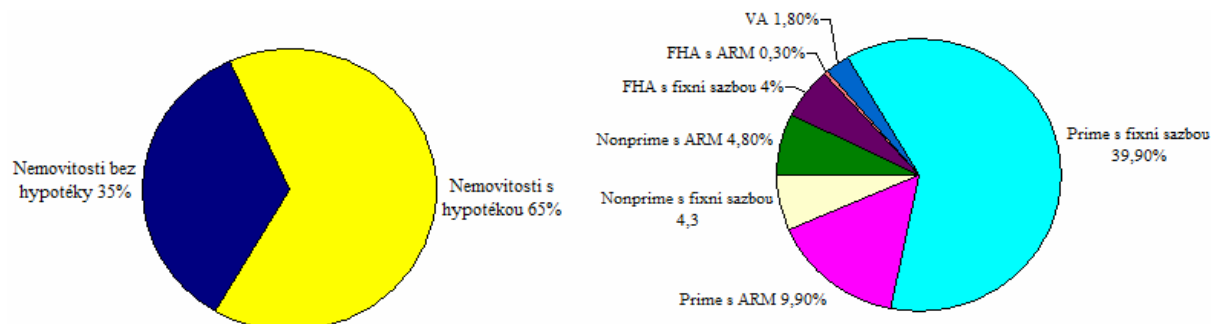 Nemovitosti bez
hypotéky 35%
Nemovitosti s
hypotékou 65%
VA 1,80%
FHA s ARM 0,30%
FHA s fixní sazbou 4%
Nonprime s ARM 4,80%
Nonprime s fixní sazbou
4,3
Prime s ARM 9,90%
Prime s fixní sazbou
39,90%